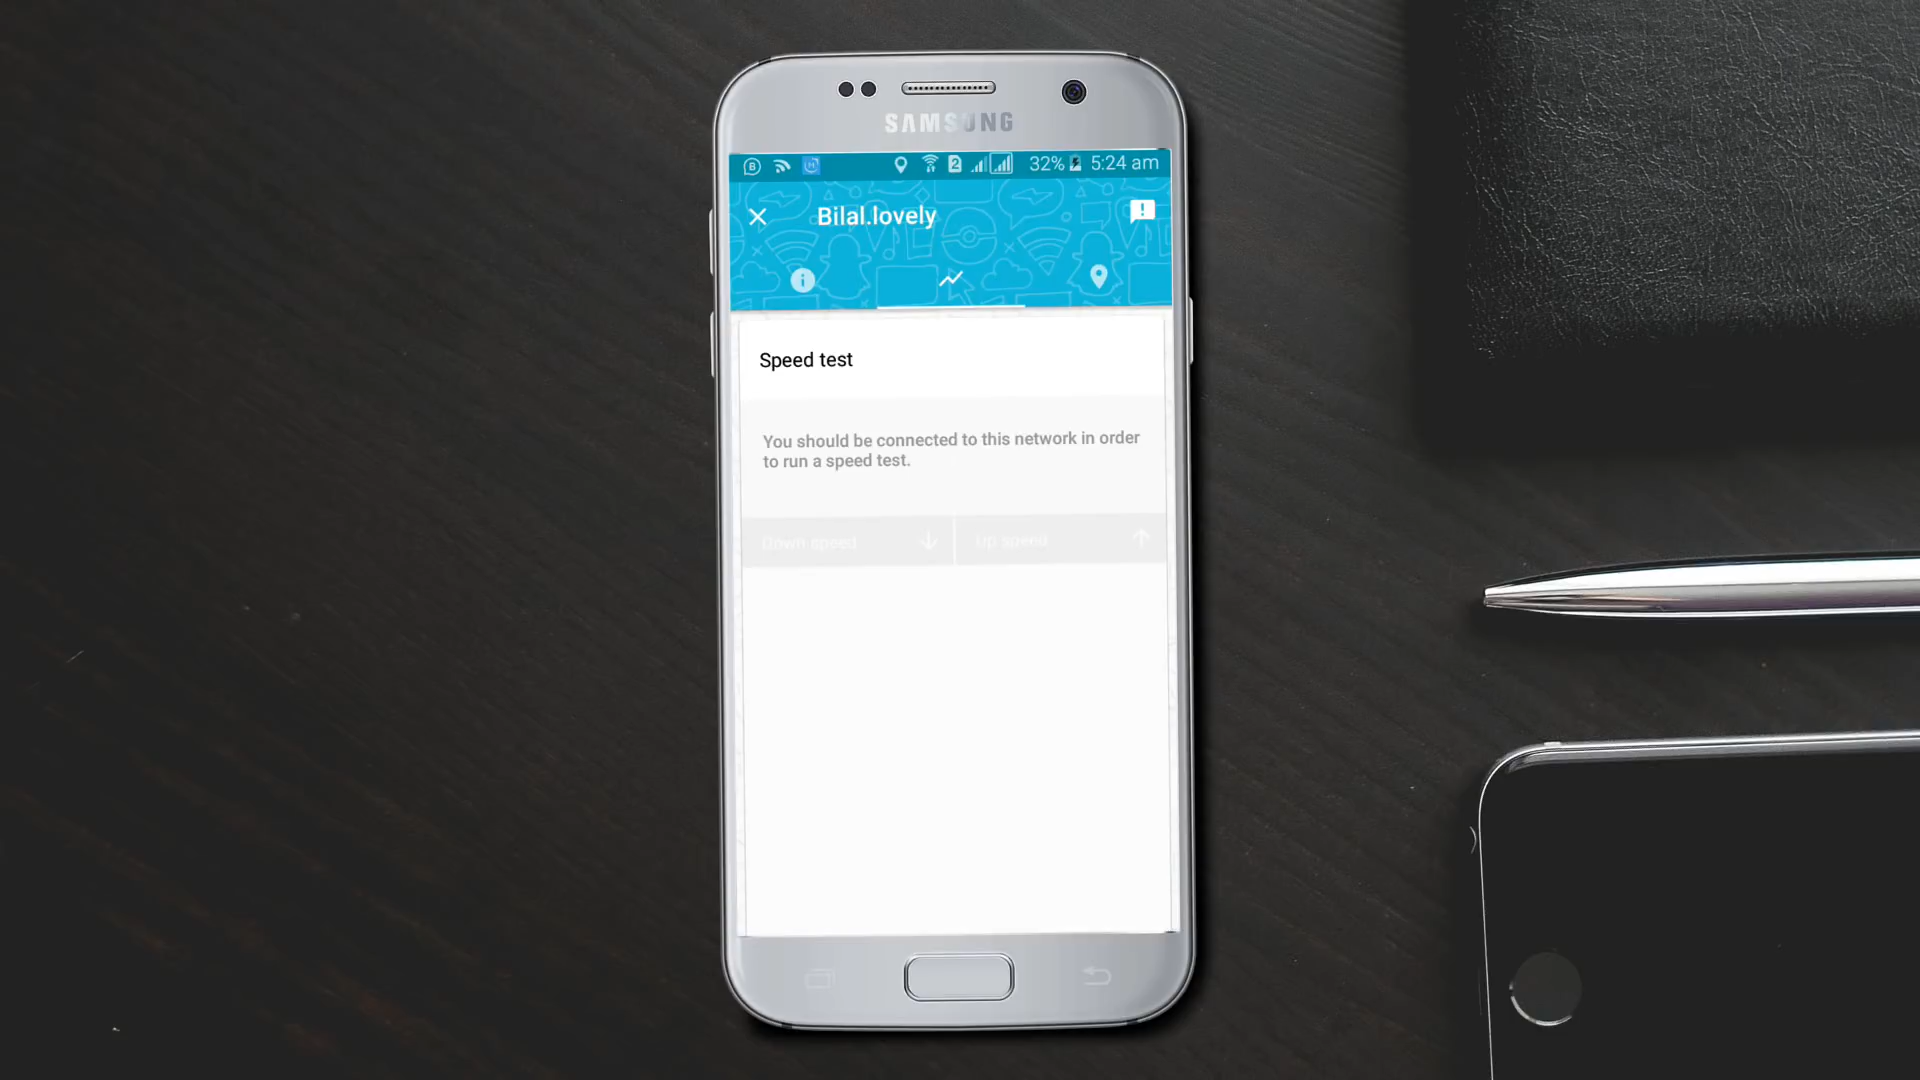 SAMSUNG
2 32% 5:24 am
Bilal.lovely
Speed test
You should be connected to this network in order
to run a speed test.
Down speed Up speed